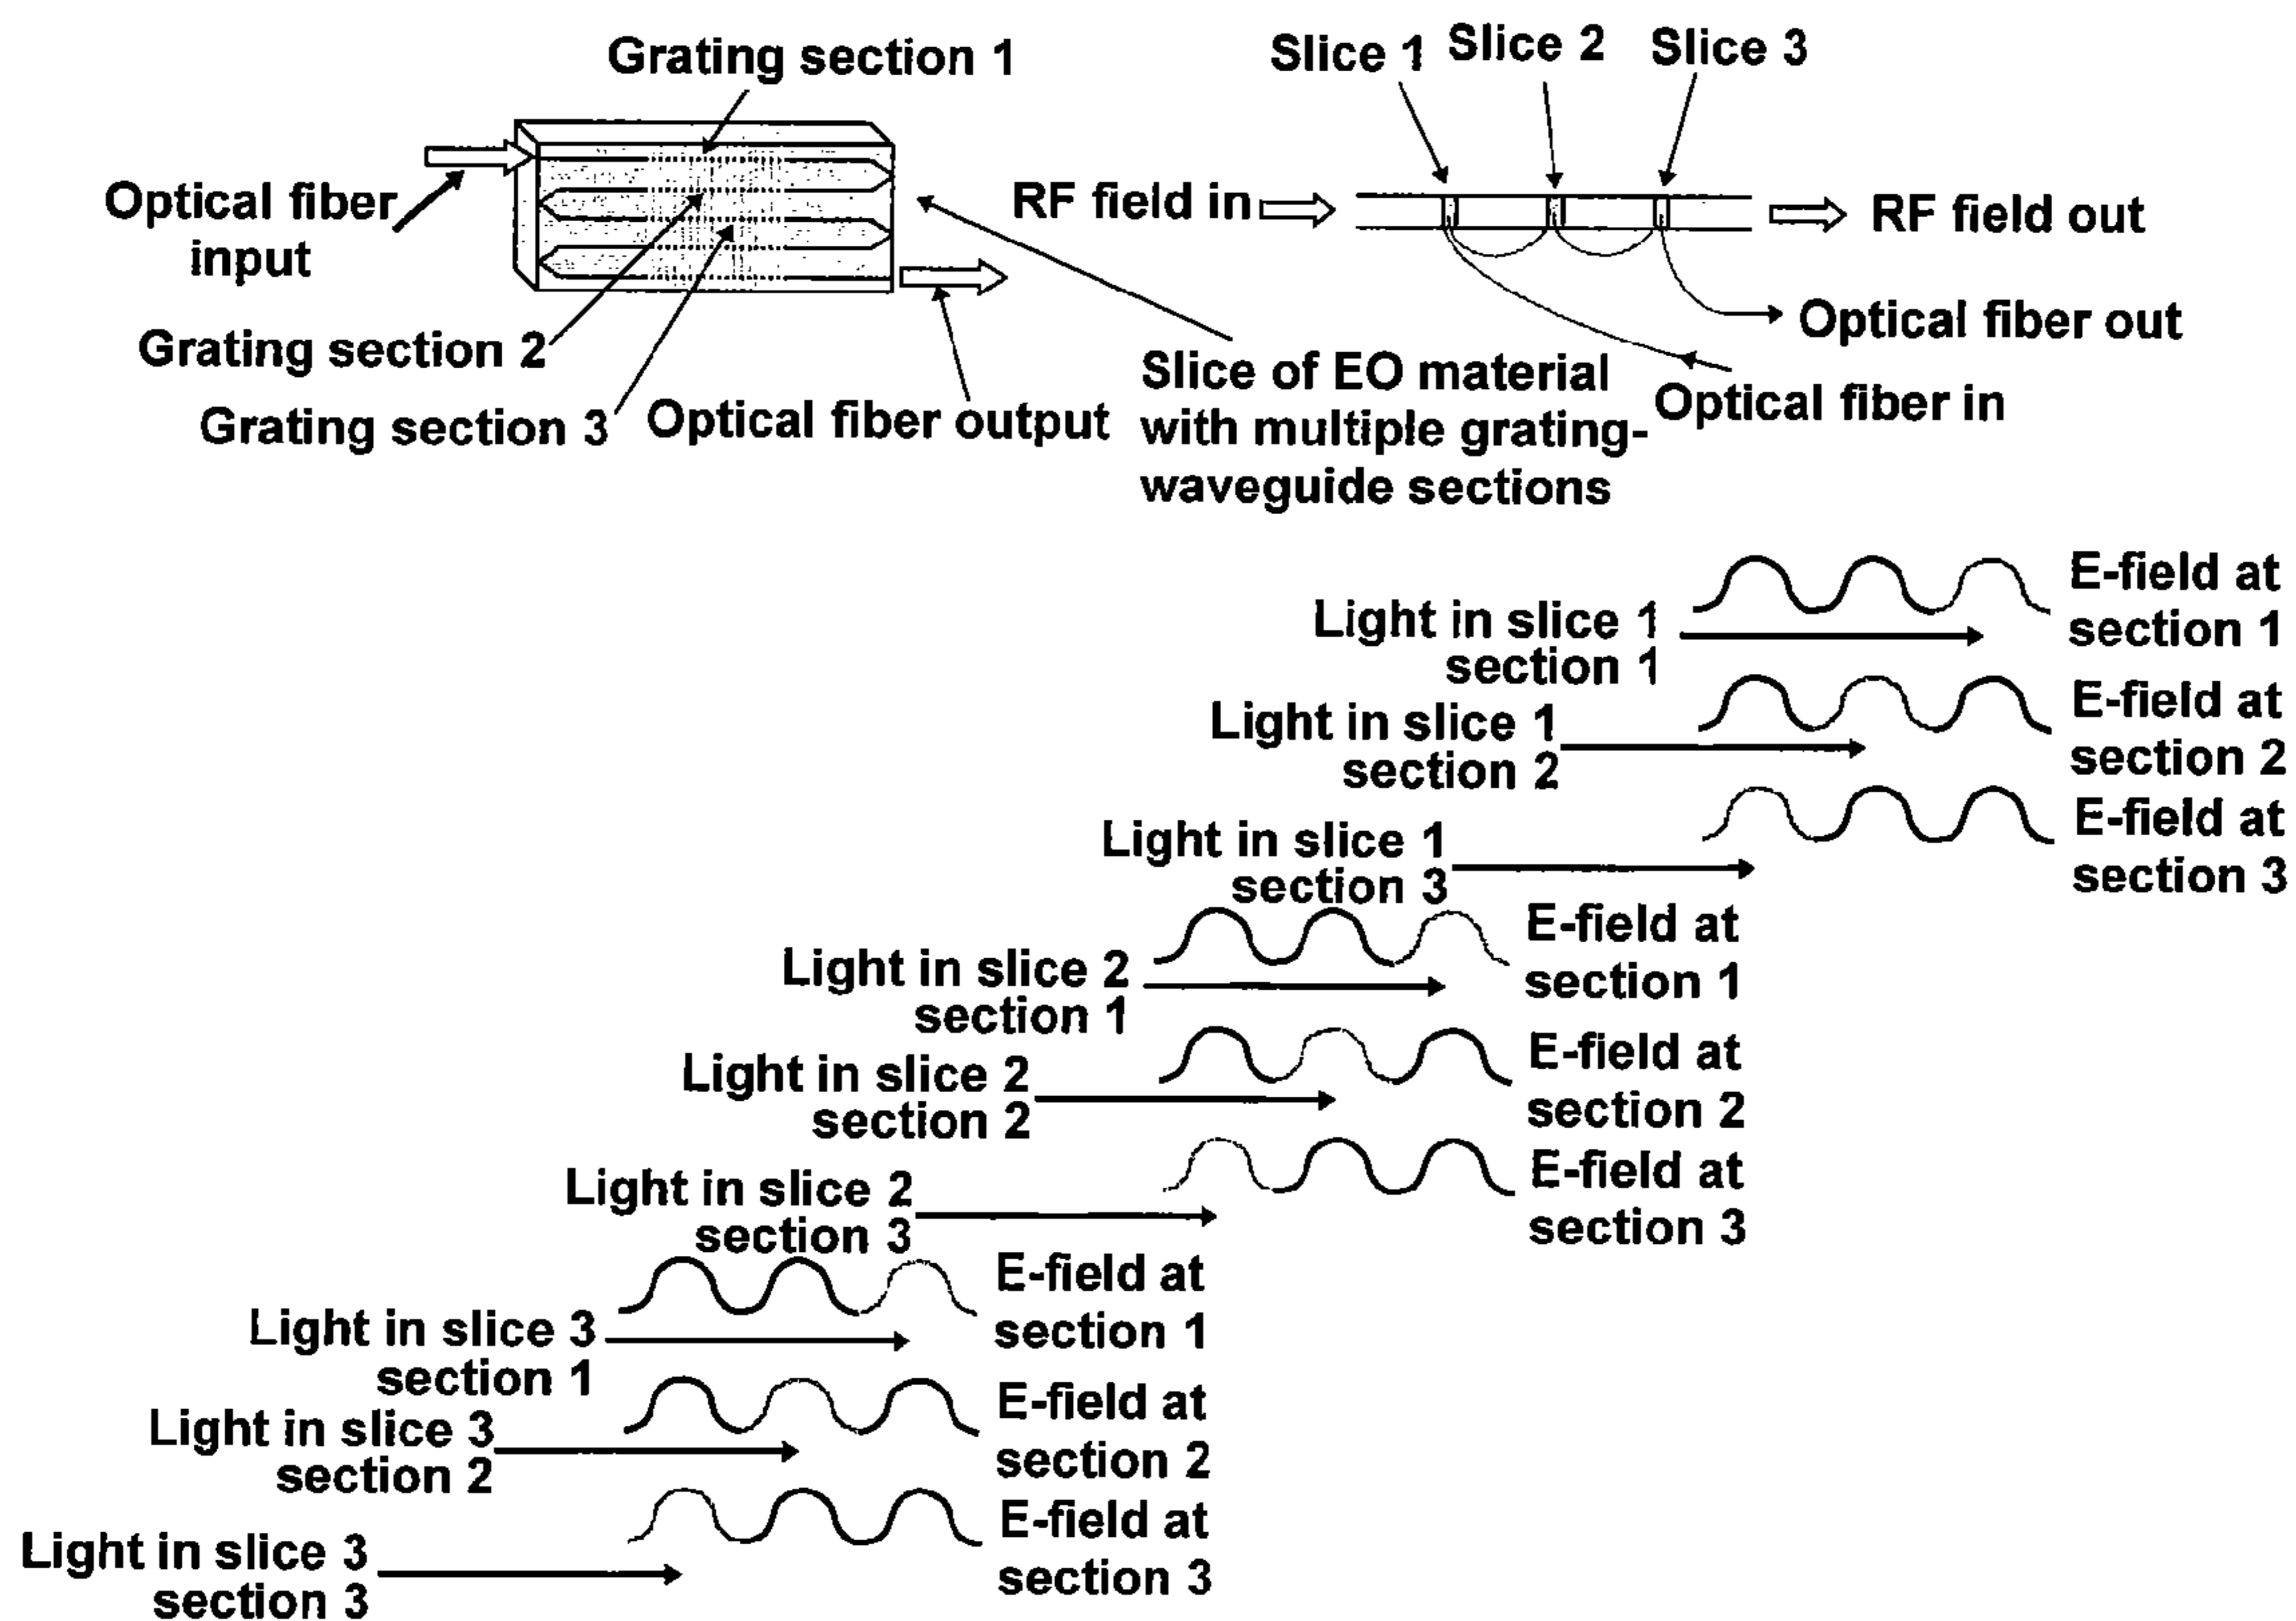 Grating section 1
Slice 1
Slice 2
Slice 3
Optical fiber
input
RF field in
RF field out
Grating section 2
Grating section 3
Optical fiber output
Slice of EO material
with multiple grating-
waveguide sections
Optical fiber out
Optical fiber in
Light in slice 1
section 1
E-field at
section 1
Light in slice 1
section 2
E-field at
section 2
Light in slice 1
section 3
E-field at
section 3
Light in slice 2
section 1
E-field at
section 1
Light in slice 2
section 2
E-field at
section 2
Light in slice 2
section 3
E-field at
section 3
Light in slice 3
section 1
E-field at
section 1
Light in slice 3
section 2
E-field at
section 2
Light in slice 3
section 3
E-field at
section 3